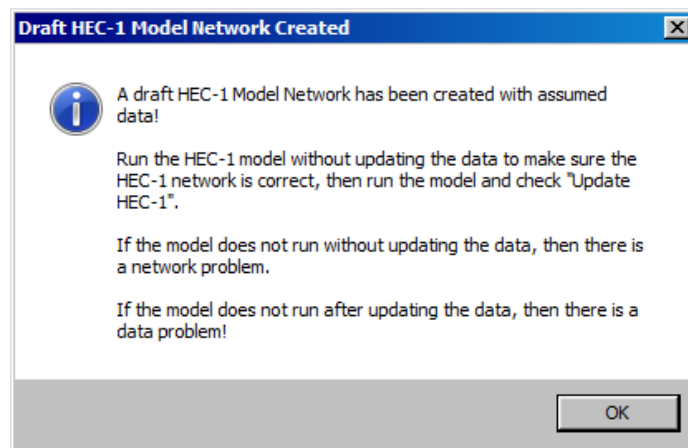 Draft HEC-1 Model Network Created
A draft HEC-1 Model Network has been created with assumed
data!
Run the HEC-1 model without updating the data to make sure the
HEC-1 network is correct, then run the model and check "Update
HEC-1".
If the model does not run without updating the data, then there is
a network problem.
If the model does not run after updating the data, then there is a
data problem!
OK